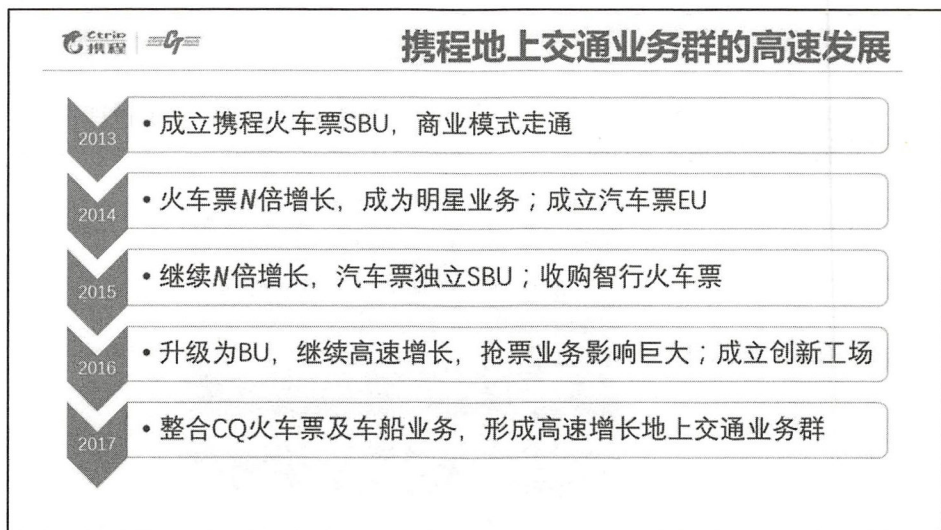 Ctrip
携程
CT
携程地上交通业务群的高速发展
2013
• 成立携程火车票SBU，商业模式走通
2014
• 火车票N倍增长，成为明星业务；成立汽车票EU
2015
• 继续N倍增长，汽车票独立SBU；收购智行火车票
2016
• 升级为BU，继续高速增长，抢票业务影响巨大；成立创新工场
2017
• 整合CQ火车票及车船业务，形成高速增长地上交通业务群